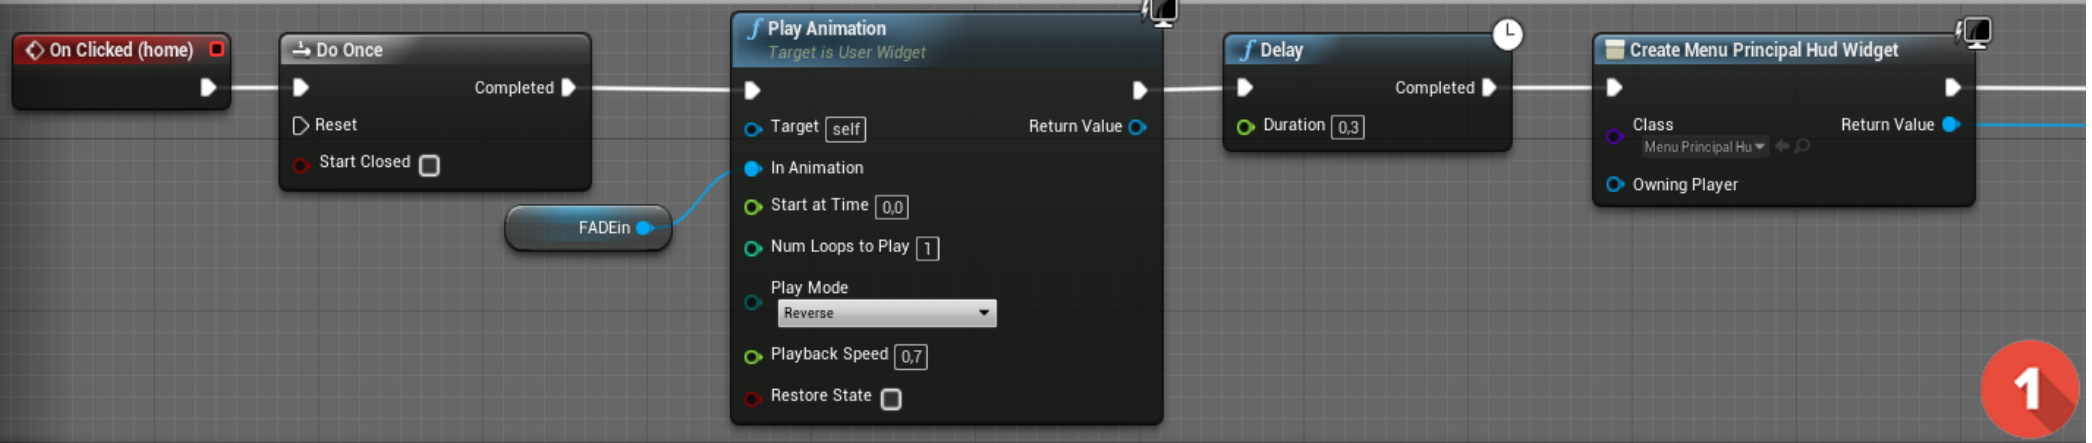 On Clicked (home)
Do Once
Completed
Reset
Start Closed
FADEin
f Play Animation
Target is User Widget
Target self
Return Value
In Animation
Start at Time 0,0
Num Loops to Play 1
Play Mode
Reverse
Playback Speed 0,7
Restore State
f Delay
Completed
Duration 0,3
Create Menu Principal Hud Widget
Class
Menu Principal Hu
Return Value
Owning Player
1